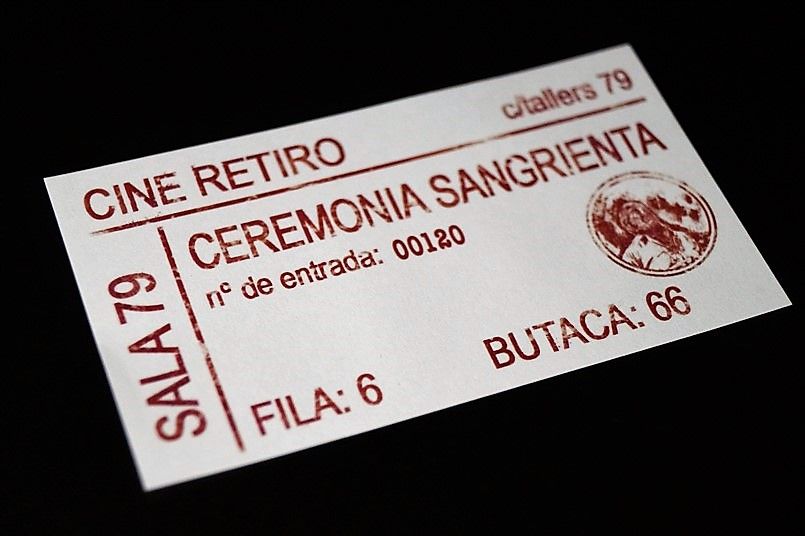 CINE RETIRO
c/tallers 79
SALA 79
CEREMONIA SANGRIENTA
nº de entrada: 00120
FILA: 6
BUTACA: 66